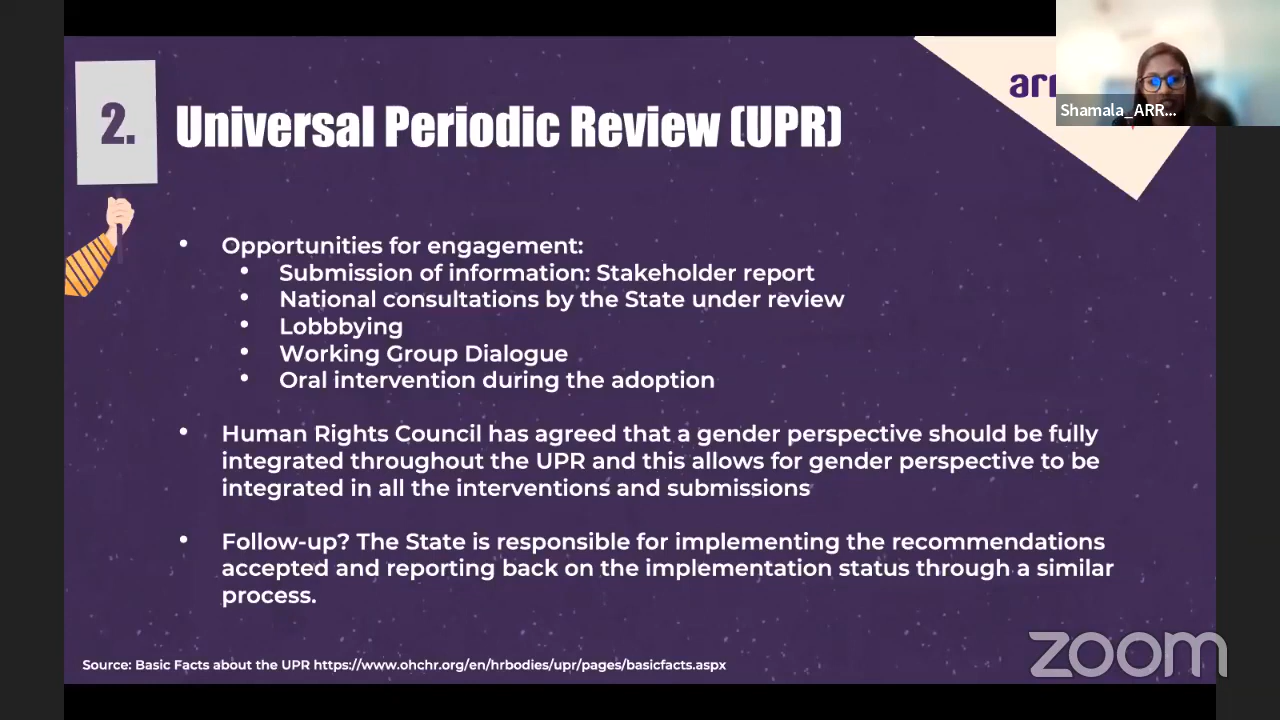 arr
Shamala_ARR...
2.
Universal Periodic Review (UPR)
• Opportunities for engagement:
• Submission of information: Stakeholder report
• National consultations by the State under review
• Lobbbying
• Working Group Dialogue
• Oral intervention during the adoption
• Human Rights Council has agreed that a gender perspective should be fully
integrated throughout the UPR and this allows for gender perspective to be
integrated in all the interventions and submissions
• Follow-up? The State is responsible for implementing the recommendations
accepted and reporting back on the implementation status through a similar
process.
Source: Basic Facts about the UPR https://www.ohchr.org/en/hrbodies/upr/pages/basicfacts.aspx
zoom